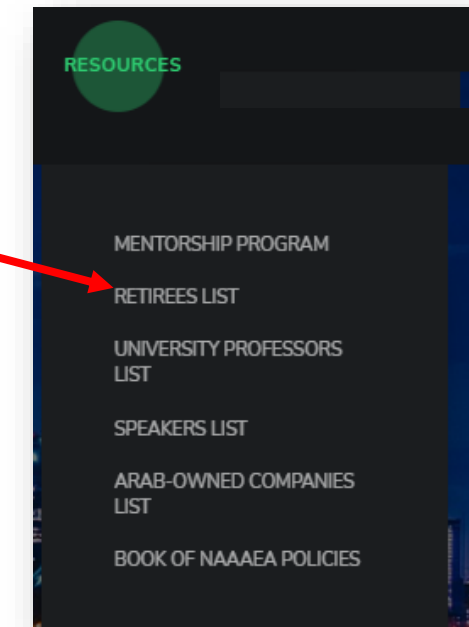 RESOURCES
MENTORSHIP PROGRAM
RETIREES LIST
UNIVERSITY PROFESSORS
LIST
SPEAKERS LIST
ARAB-OWNED COMPANIES
LIST
BOOK OF NAAAEA POLICIES